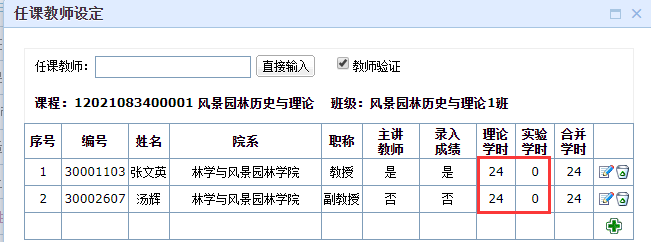 任课教师设定
任课教师: 直接输入 教师验证
课程：12021083400001 风景园林历史与理论 班级：风景园林历史与理论1班
序号 编号 姓名 院系 职称 主讲教师 录入成绩 理论学时 实验学时 合并学时
1 30001103 张文英 林学与风景园林学院 教授 是 是 24 0 24
2 30002607 汤辉 林学与风景园林学院 副教授 否 否 24 0 24